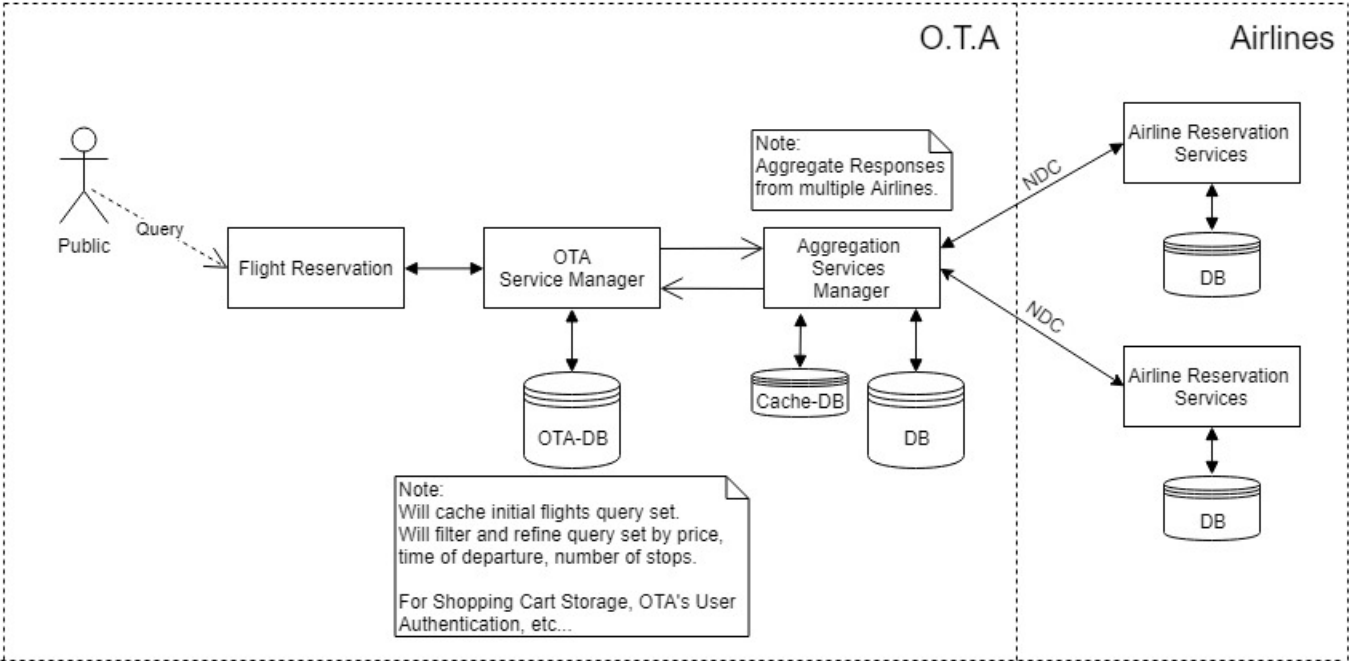 O.T.A
Airlines
Note:
Aggregate Responses
from multiple Airlines.
Airline Reservation
Services
NDC
DB
Public
Query
Flight Reservation
OTA
Service Manager
Aggregation
Services
Manager
NDC
Airline Reservation
Services
DB
OTA-DB
Cache-DB
DB
Note:
Will cache initial flights query set.
Will filter and refine query set by price,
time of departure, number of stops.
For Shopping Cart Storage, OTA's User
Authentication, etc...